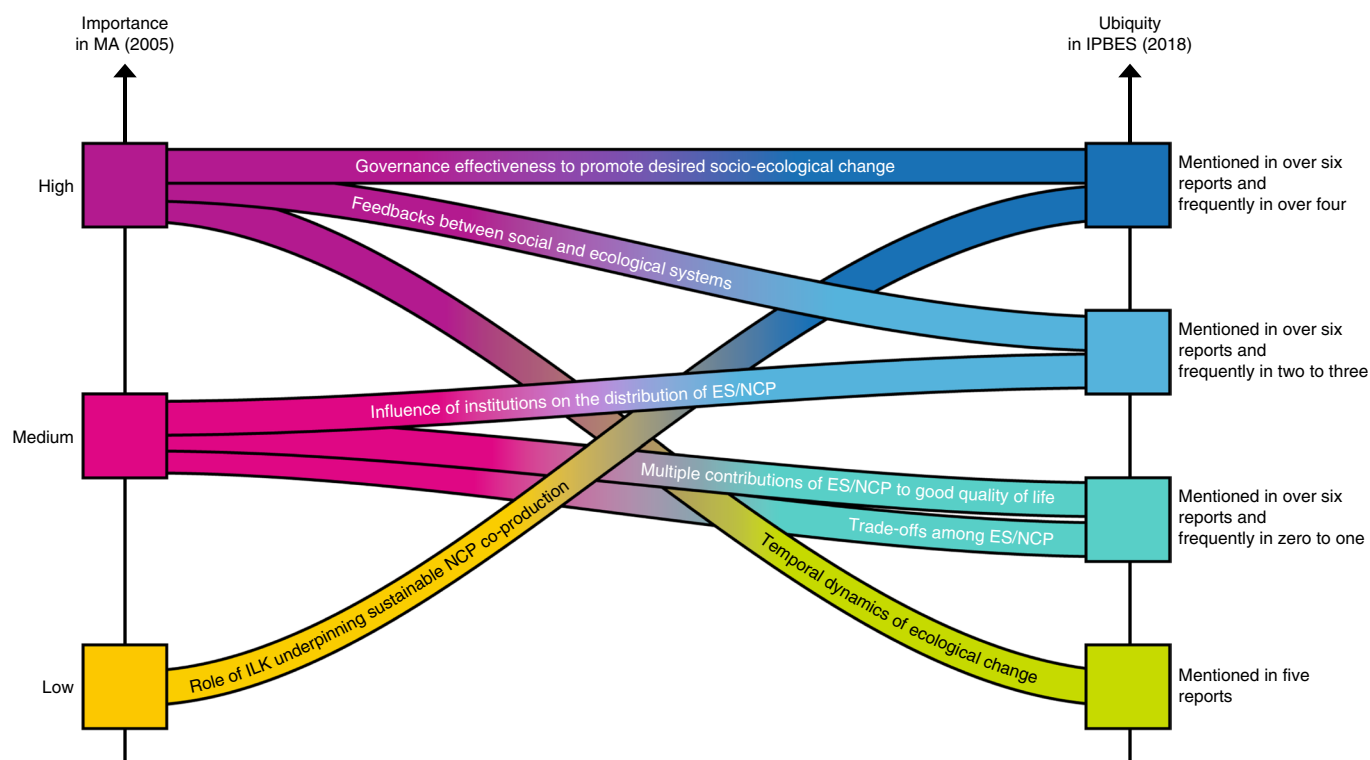 Importance
in MA (2005)
Ubiquity
in IPBES (2018)
High
Governance effectiveness to promote desired socio-ecological change
Mentioned in over six
reports and
frequently in over four
Feedbacks between social and ecological systems
Mentioned in over six
reports and
frequently in two to three
Medium
Influence of institutions on the distribution of ES/NCP
Multiple contributions of ES/NCP to good quality of life
Trade-offs among ES/NCP
Mentioned in over six
reports and
frequently in zero to one
Low
Role of ILK underpinning sustainable NCP co-production
Temporal dynamics of ecological change
Mentioned in five
reports